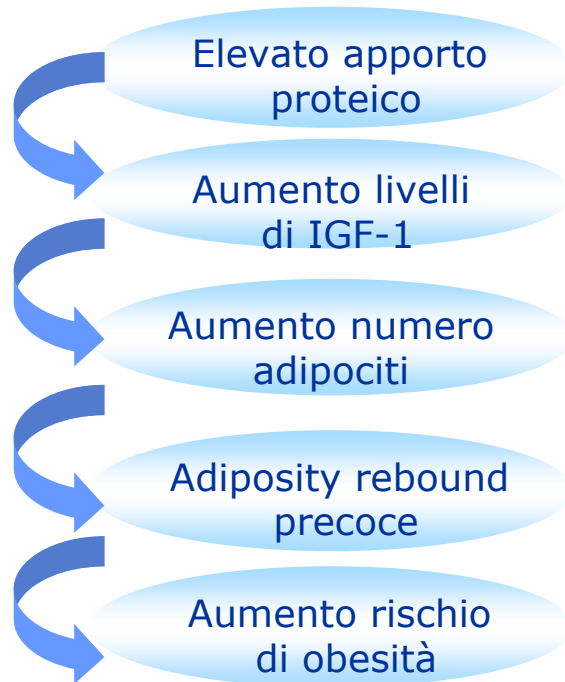 Elevato apporto
proteico
Aumento livelli
di IGF-1
Aumento numero
adipociti
Adiposity rebound
precoce
Aumento rischio
di obesità